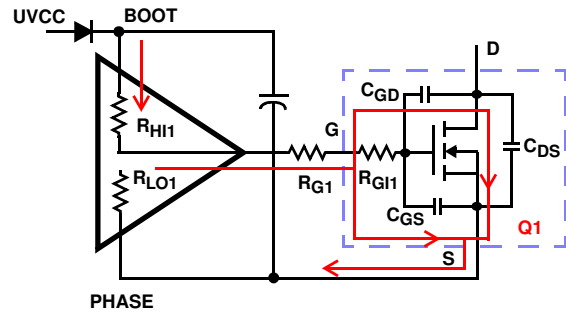 UVCC
BOOT
D
CGD
RHI1
G
CDS
RLO1
RG1
RGI1
CGS
Q1
S
PHASE